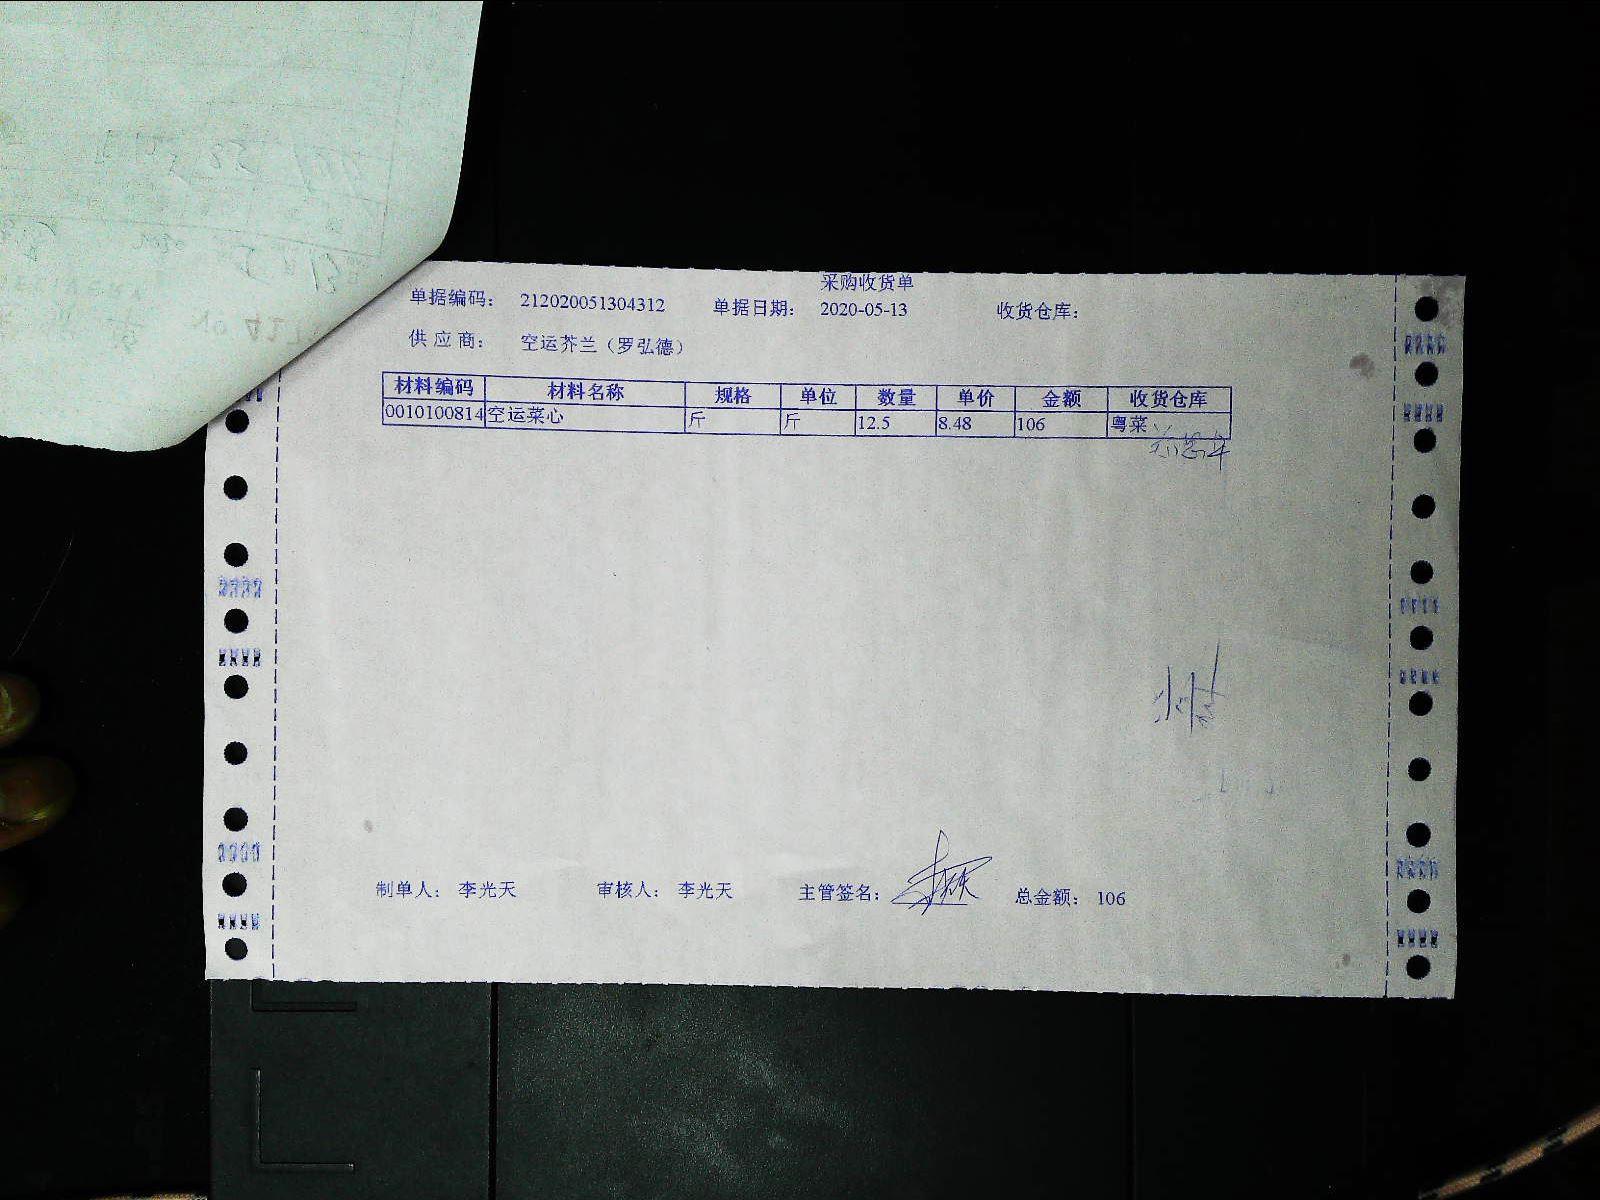 采购收货单
单据编码： 212020051304312 单据日期： 2020-05-13 收货仓库：
供 应 商： 空运芥兰（罗弘德）
材料编码 材料名称 规格 单位 数量 单价 金额 收货仓库
0010100814 空运菜心 斤 斤 12.5 8.48 106 粤菜
制单人： 李光天 审核人： 李光天 主管签名： 总金额： 106